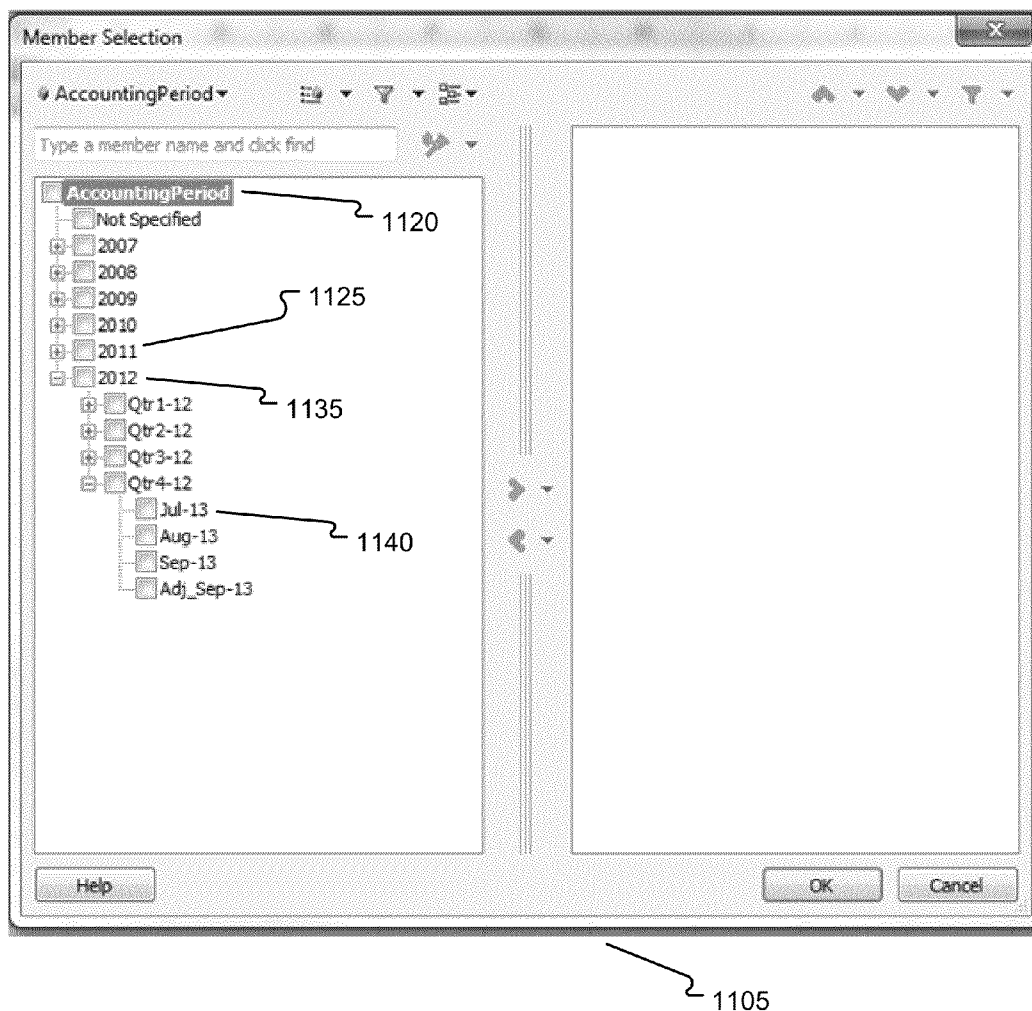 Member Selection
AccountingPeriod
Type a member name and click find
AccountingPeriod
1120
Not Specified
2007
2008
2009
1125
2010
2011
2012
1135
Qtr1-12
Qtr2-12
Qtr3-12
Qtr4-12
Jul-13
1140
Aug-13
Sep-13
Adj_Sep-13
Help
OK
Cancel
1105